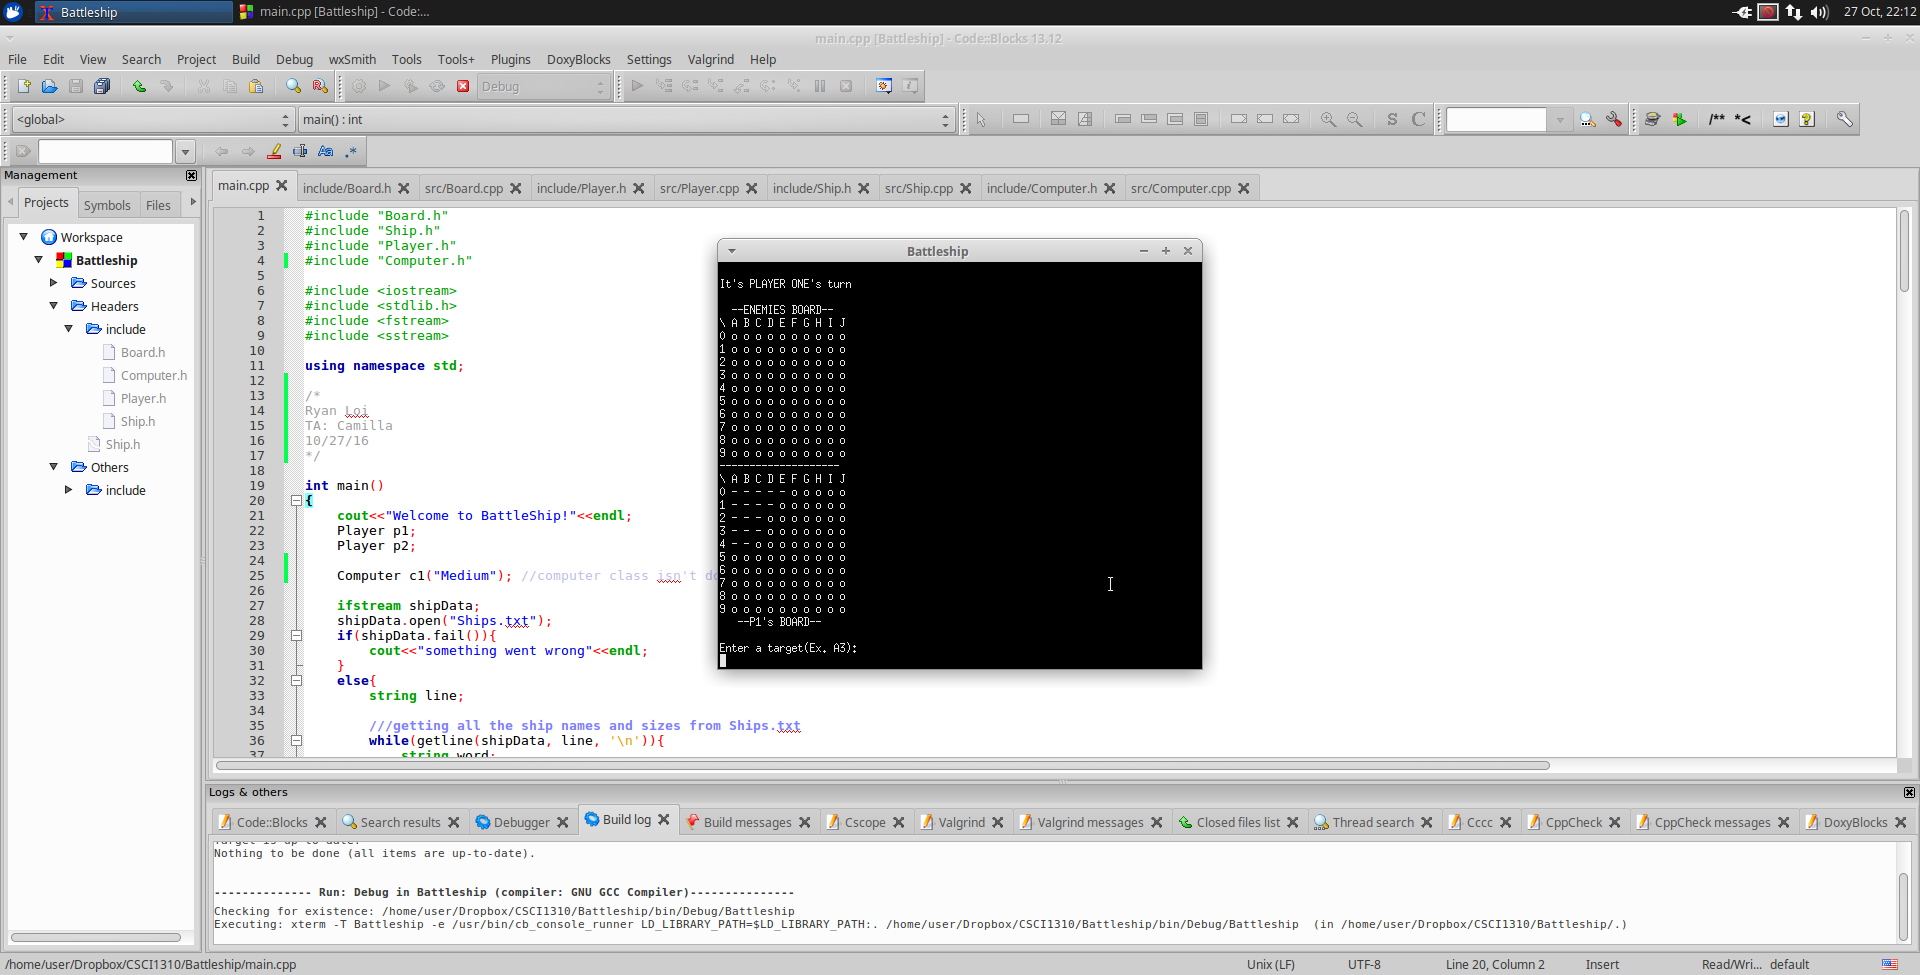 Battleship
main.cpp [Battleship] - Code:...
27 Oct, 22:12
main.cpp [Battleship] - Code::Blocks 13.12
File Edit View Search Project Build Debug wxSmith Tools Tools+ Plugins DoxyBlocks Settings Valgrind Help
Debug
<global>
main() : int
S C /** *<
Aa .*
Management
Projects Symbols Files
Workspace
Battleship
Sources
Headers
include
Board.h
Computer.h
Player.h
Ship.h
Ship.h
Others
include
main.cpp include/Board.h src/Board.cpp include/Player.h src/Player.cpp include/Ship.h src/Ship.cpp include/Computer.h src/Computer.cpp
1 #include "Board.h"
2 #include "Ship.h"
3 #include "Player.h"
4 #include "Computer.h"
5
6 #include <iostream>
7 #include <stdlib.h>
8 #include <fstream>
9 #include <sstream>
10
11 using namespace std;
12
13 /*
14 Ryan Loi
15 TA: Camilla
16 10/27/16
17 */
18
19 int main()
20 {
21 cout<<"Welcome to BattleShip!"<<endl;
22 Player p1;
23 Player p2;
24
25 Computer c1("Medium"); //computer class isn't do
26
27 ifstream shipData;
28 shipData.open("Ships.txt");
29 if(shipData.fail()){
30 cout<<"something went wrong"<<endl;
31 }
32 else{
33 string line;
34
35 ///getting all the ship names and sizes from Ships.txt
36 while(getline(shipData, line, '\n')){
37 string word;
Battleship
It's PLAYER ONE's turn
--ENEMIES BOARD--
\ A B C D E F G H I J
0 o o o o o o o o o o
1 o o o o o o o o o o
2 o o o o o o o o o o
3 o o o o o o o o o o
4 o o o o o o o o o o
5 o o o o o o o o o o
6 o o o o o o o o o o
7 o o o o o o o o o o
8 o o o o o o o o o o
9 o o o o o o o o o o
--------------------
\ A B C D E F G H I J
0 - - - - - o o o o o
1 - - - - o o o o o o
2 - - - o o o o o o o
3 - - - o o o o o o o
4 - - o o o o o o o o
5 o o o o o o o o o o
6 o o o o o o o o o o
7 o o o o o o o o o o
8 o o o o o o o o o o
9 o o o o o o o o o o
--P1's BOARD--
Enter a target(Ex. A3):
Logs & others
Code::Blocks Search results Debugger Build log Build messages Cscope Valgrind Valgrind messages Closed files list Thread search Cccc CppCheck CppCheck messages DoxyBlocks
Target is up to date.
Nothing to be done (all items are up-to-date).
-------------- Run: Debug in Battleship (compiler: GNU GCC Compiler)---------------
Checking for existence: /home/user/Dropbox/CSCI1310/Battleship/bin/Debug/Battleship
Executing: xterm -T Battleship -e /usr/bin/cb_console_runner LD_LIBRARY_PATH=$LD_LIBRARY_PATH:. /home/user/Dropbox/CSCI1310/Battleship/bin/Debug/Battleship (in /home/user/Dropbox/CSCI1310/Battleship/.)
/home/user/Dropbox/CSCI1310/Battleship/main.cpp
Unix (LF) UTF-8 Line 20, Column 2 Insert Read/Wri... default